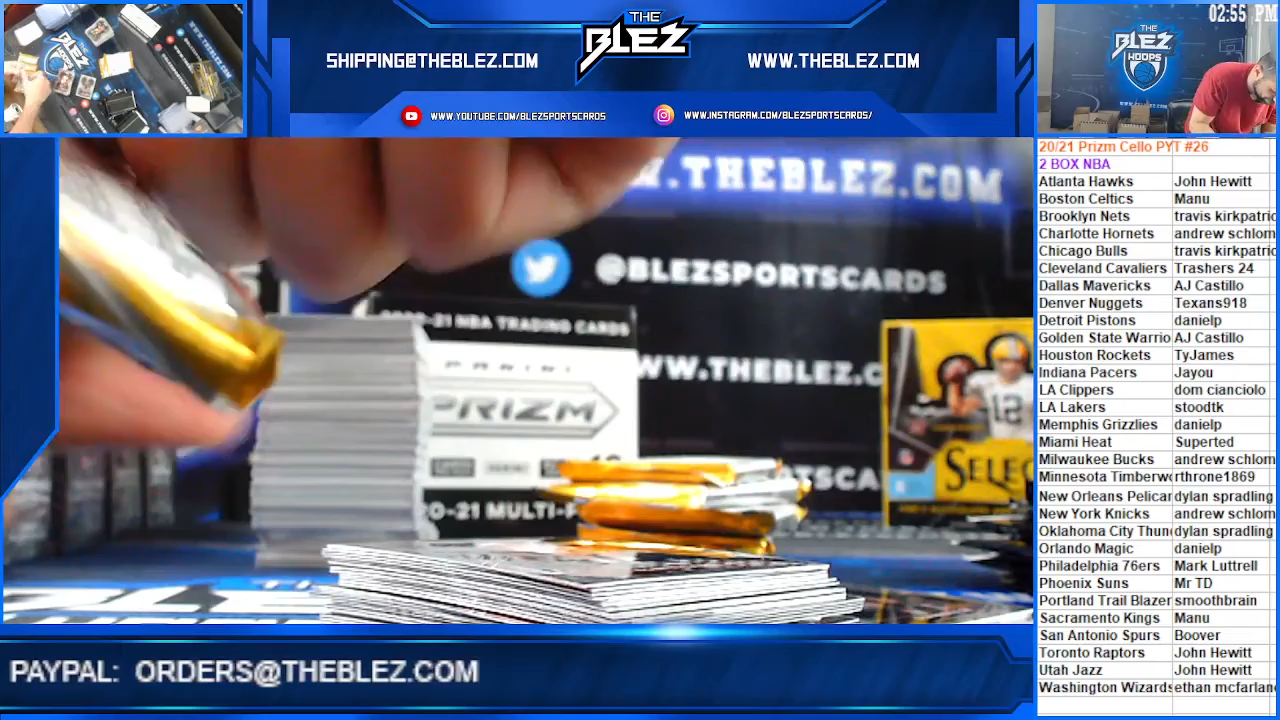 02:55 PM
THE
BLEZ
SHIPPING@THEBLEZ.COM
WWW.THEBLEZ.COM
WWW.YOUTUBE.COM/BLEZSPORTSCARDS
WWW.INSTAGRAM.COM/BLEZSPORTSCARDS/
THE
BLEZ
HOOPS
W.THEBLEZ.COM
@BLEZSPORTSCARDS
NBA TRADING CARDS
WWW.THEBLEZ.C
PANINI
PRIZM
12
SELEC
20-21 MULTI-P
THE
20/21 Prizm Cello PYT #26
2 BOX NBA
Atlanta Hawks John Hewitt
Boston Celtics Manu
Brooklyn Nets travis kirkpatric
Charlotte Hornets andrew schlom
Chicago Bulls travis kirkpatric
Cleveland Cavaliers Trashers 24
Dallas Mavericks AJ Castillo
Denver Nuggets Texans918
Detroit Pistons danielp
Golden State Warrio AJ Castillo
Houston Rockets TyJames
Indiana Pacers Jayou
LA Clippers dom cianciolo
LA Lakers stoodtk
Memphis Grizzlies danielp
Miami Heat Superted
Milwaukee Bucks andrew schlom
Minnesota Timberwo rthrone1869
New Orleans Pelicar dylan spradling
New York Knicks andrew schlom
Oklahoma City Thun dylan spradling
Orlando Magic danielp
Philadelphia 76ers Mark Luttrell
Phoenix Suns Mr TD
Portland Trail Blazer smoothbrain
Sacramento Kings Manu
San Antonio Spurs Boover
Toronto Raptors John Hewitt
Utah Jazz John Hewitt
Washington Wizards ethan mcfarlan
PAYPAL: ORDERS@THEBLEZ.COM